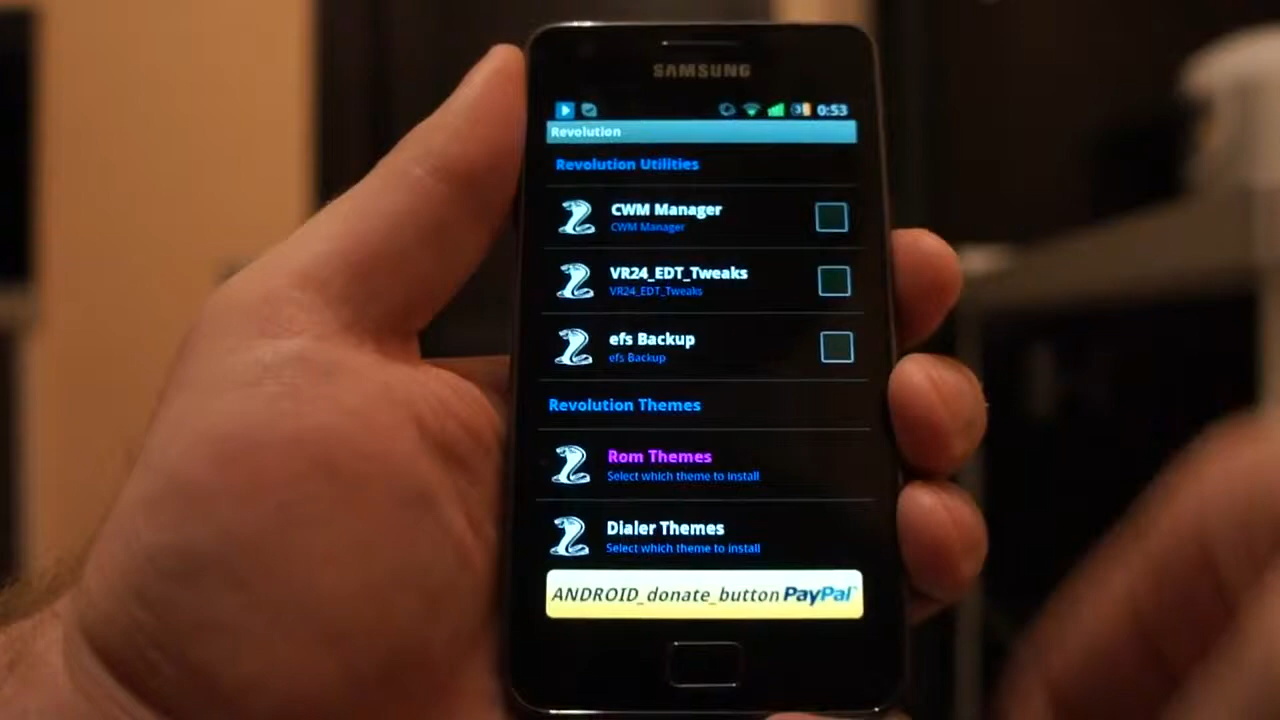 SAMSUNG
0:53
Revolution
Revolution Utilities
CWM Manager
CWM Manager
VR24_EDT_Tweaks
VR24_EDT_Tweaks
efs Backup
efs Backup
Revolution Themes
Rom Themes
Select which theme to install
Dialer Themes
Select which theme to install
ANDROID_donate_button PayPal